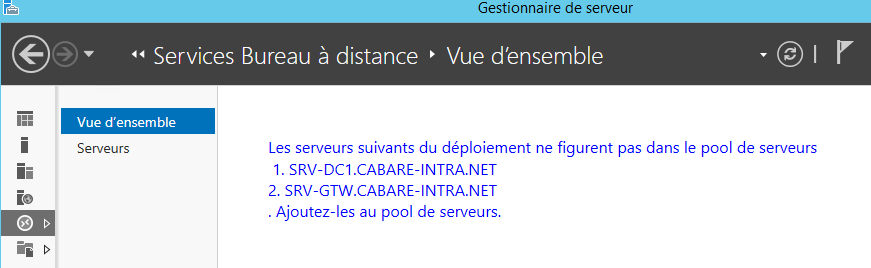 Gestionnaire de serveur
Services Bureau à distance Vue d’ensemble
Vue d’ensemble
Serveurs
Les serveurs suivants du déploiement ne figurent pas dans le pool de serveurs
1. SRV-DC1.CABARE-INTRA.NET
2. SRV-GTW.CABARE-INTRA.NET
. Ajoutez-les au pool de serveurs.